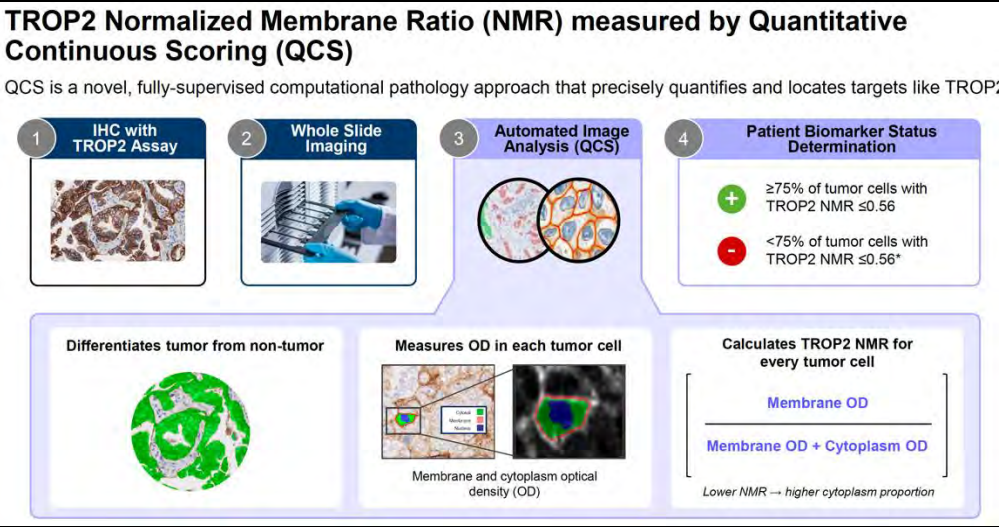 TROP2 Normalized Membrane Ratio (NMR) measured by Quantitative
Continuous Scoring (QCS)
QCS is a novel, fully-supervised computational pathology approach that precisely quantifies and locates targets like TROP2
1
IHC with
TROP2 Assay
2
Whole Slide
Imaging
3
Automated Image
Analysis (QCS)
4
Patient Biomarker Status
Determination
+
≥75% of tumor cells with
TROP2 NMR ≤0.56
-
<75% of tumor cells with
TROP2 NMR ≤0.56*
Differentiates tumor from non-tumor
Measures OD in each tumor cell
Membrane
Nucleus
Membrane and cytoplasm optical
density (OD)
Calculates TROP2 NMR for
every tumor cell
Membrane OD
Membrane OD + Cytoplasm OD
Lower NMR → higher cytoplasm proportion